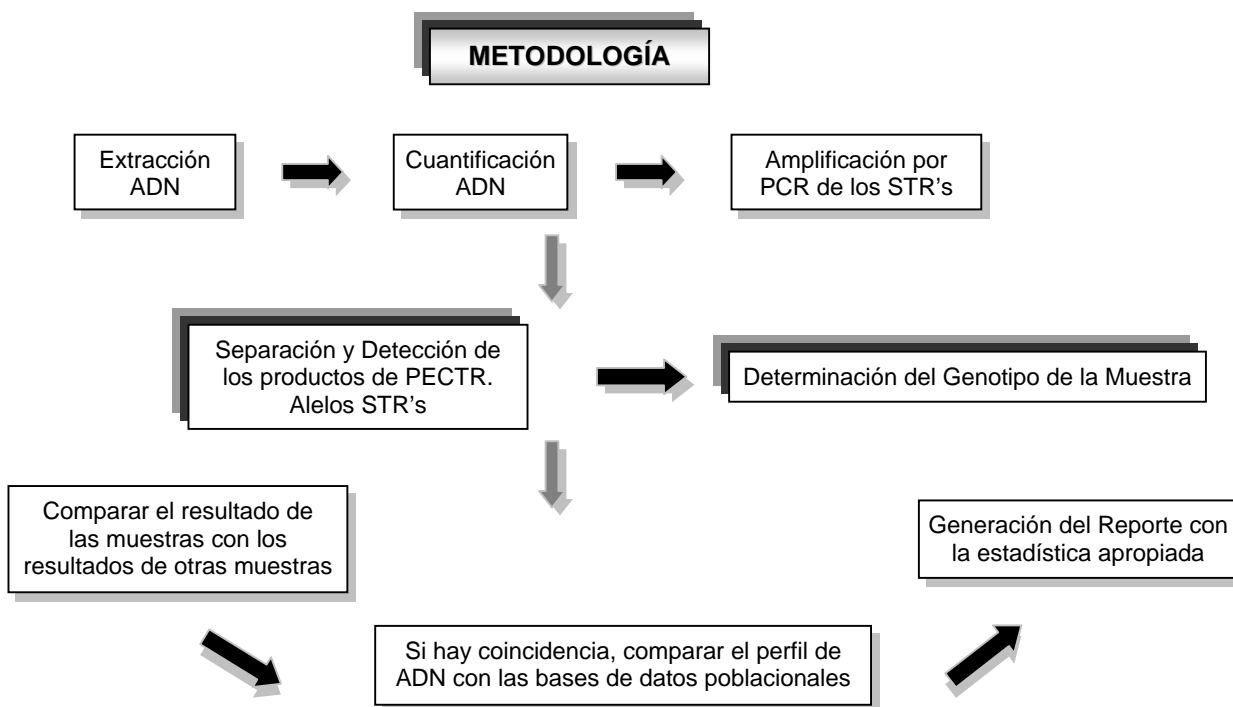 METODOLOGÍA
Extracción
ADN
Cuantificación
ADN
Amplificación por
PCR de los STR’s
Separación y Detección de
los productos de PECTR.
Alelos STR’s
Determinación del Genotipo de la Muestra
Comparar el resultado de
las muestras con los
resultados de otras muestras
Generación del Reporte con
la estadística apropiada
Si hay coincidencia, comparar el perfil de
ADN con las bases de datos poblacionales